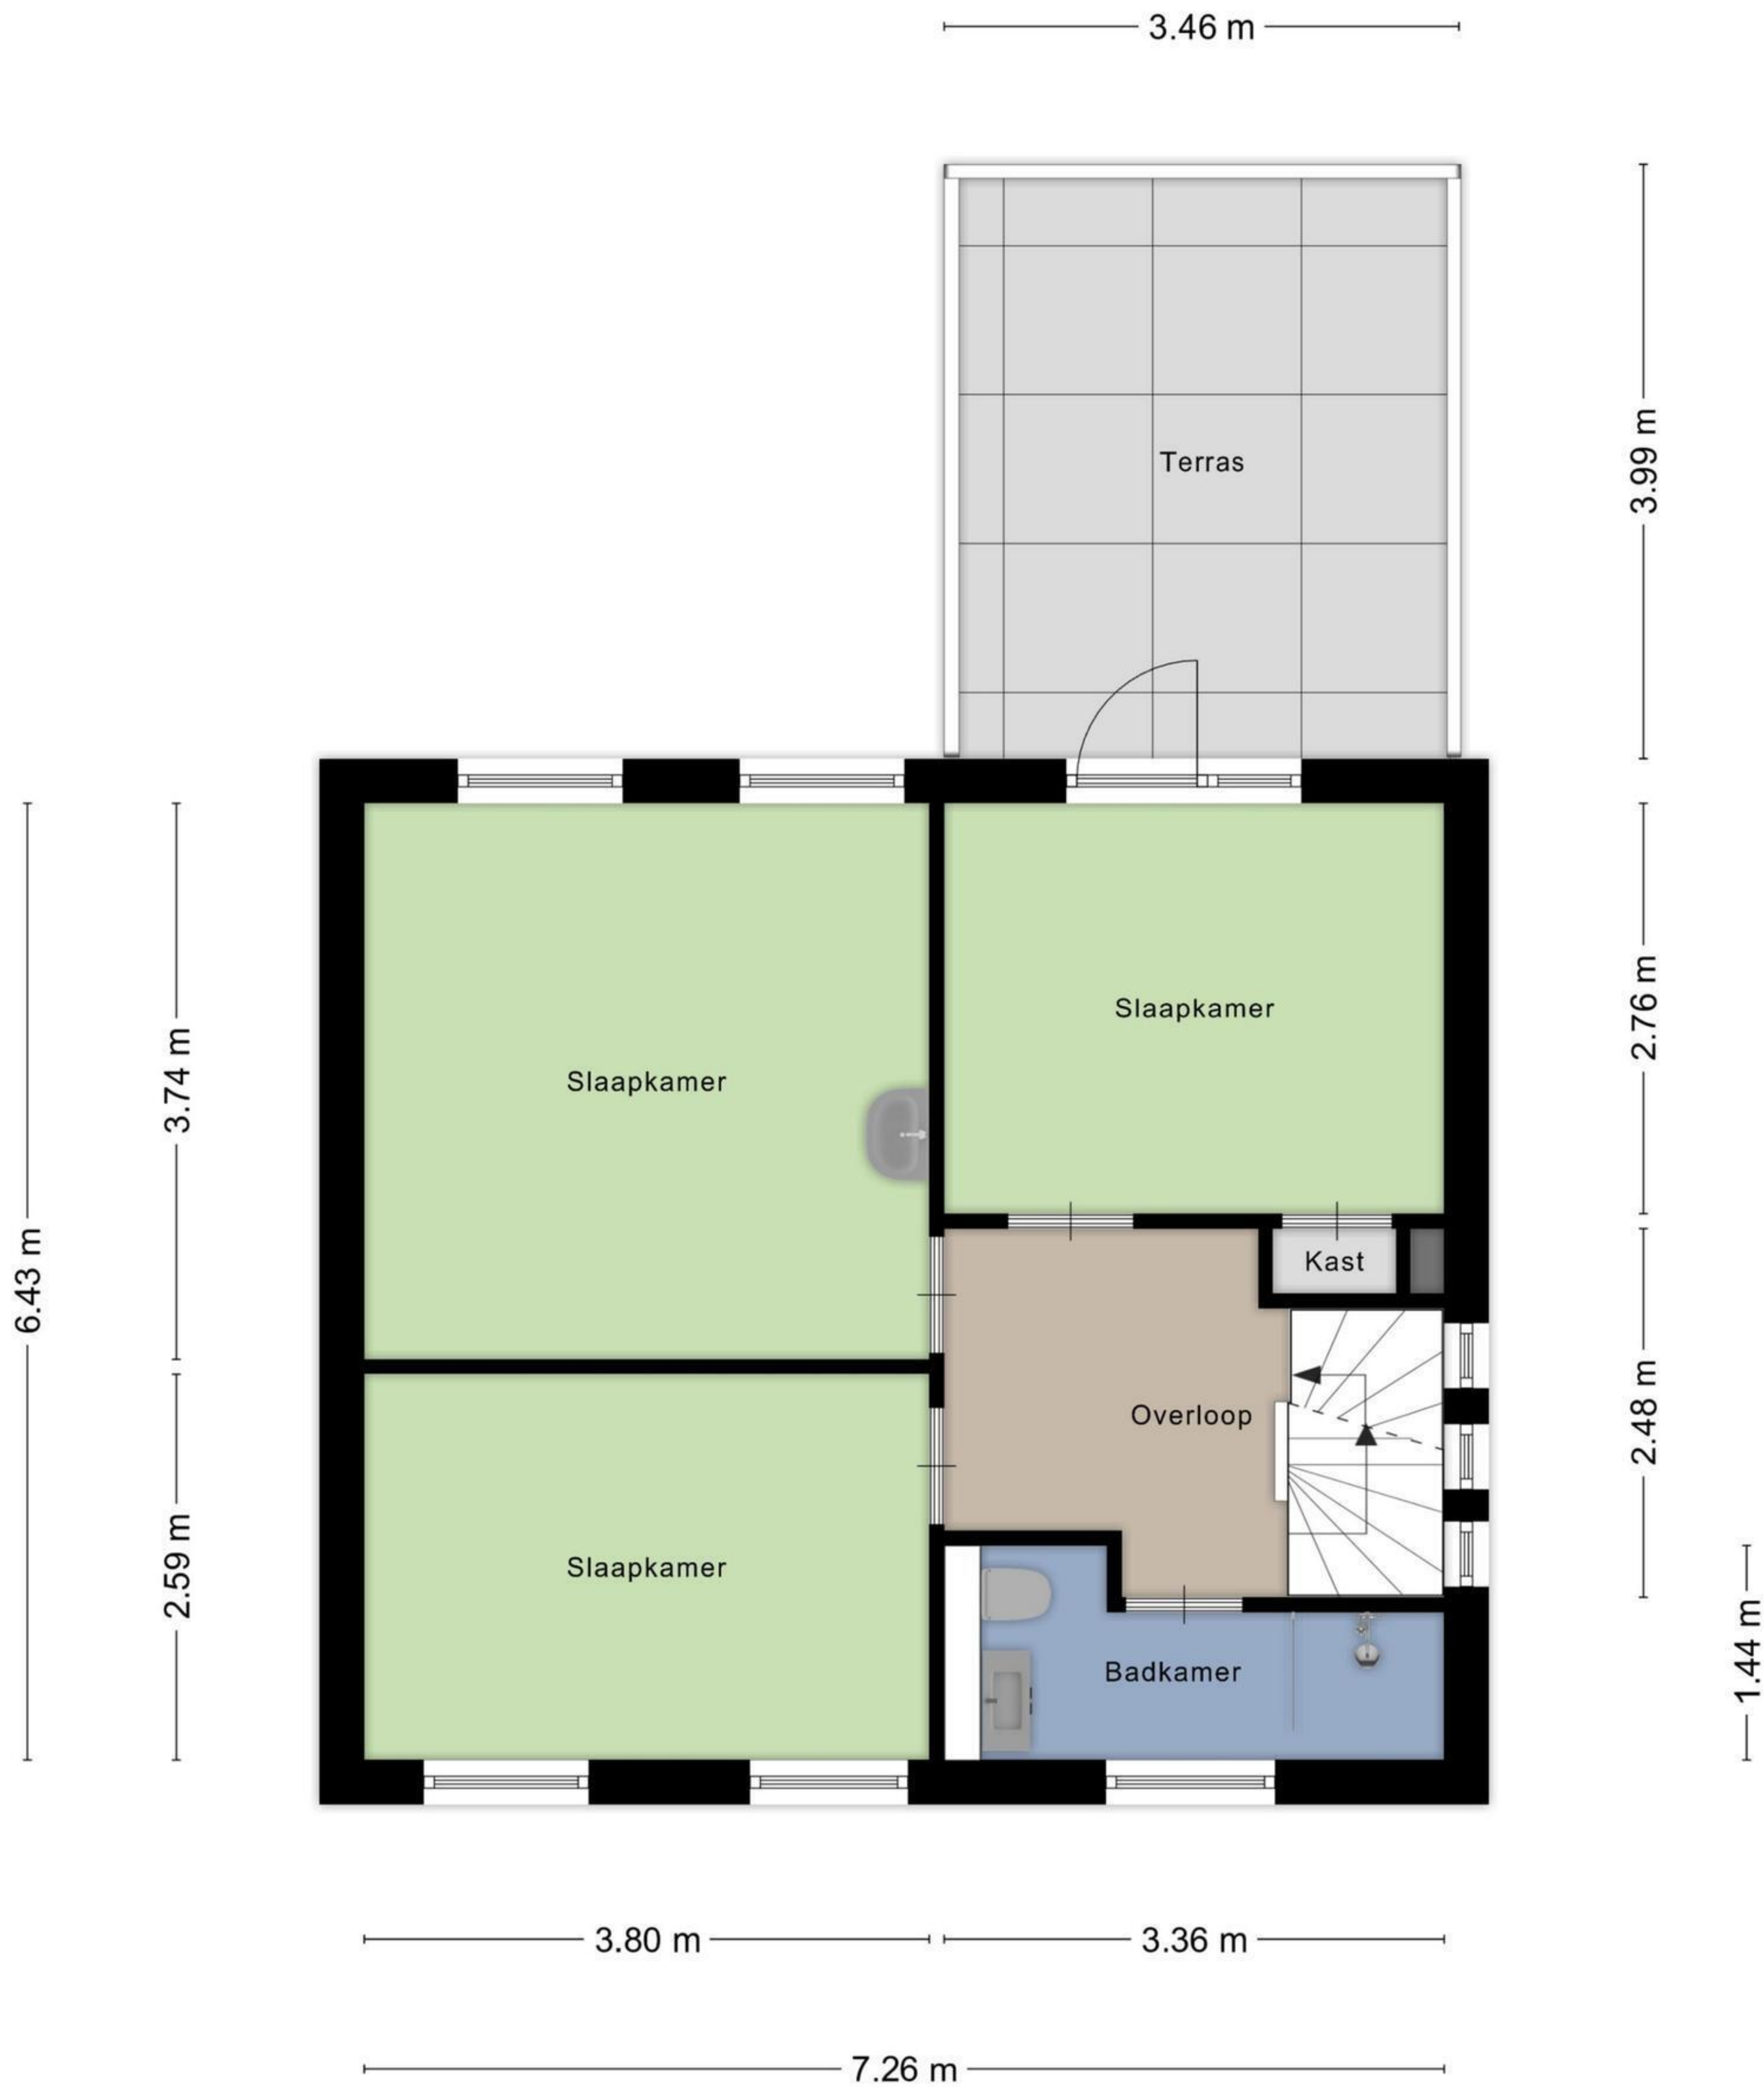 3.46 m
Terras
3.99 m
Slaapkamer
2.76 m
Slaapkamer
3.74 m
6.43 m
Kast
Overloop
2.48 m
Slaapkamer
2.59 m
Badkamer
1.44 m
3.80 m
3.36 m
7.26 m